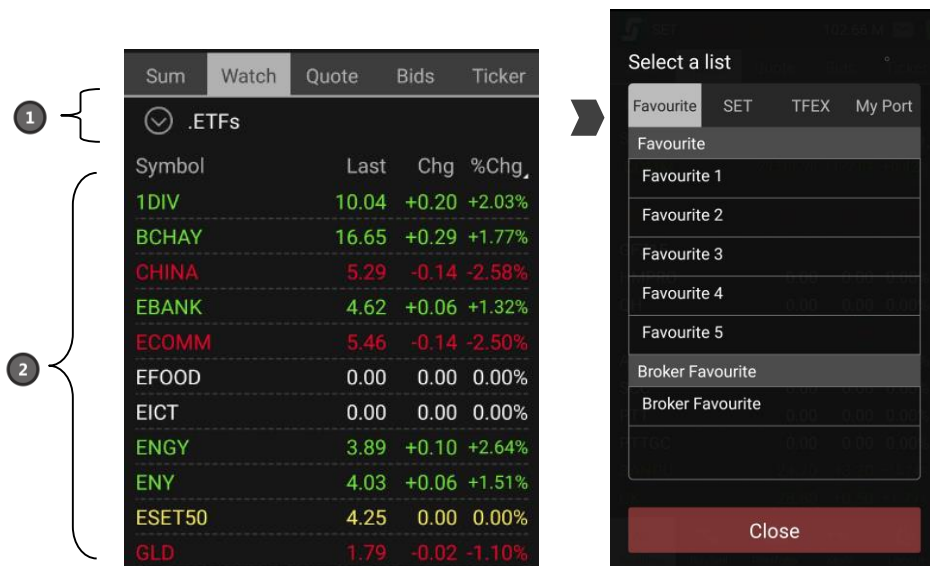 Sum Watch Quote Bids Ticker
1
.ETFs
Symbol Last Chg %Chg
1DIV 10.04 +0.20 +2.03%
BCHAY 16.65 +0.29 +1.77%
CHINA 5.29 -0.14 -2.58%
EBANK 4.62 +0.06 +1.32%
ECOMM 5.46 -0.14 -2.50%
2
EFOOD 0.00 0.00 0.00%
EICT 0.00 0.00 0.00%
ENGY 3.89 +0.10 +2.64%
ENY 4.03 +0.06 +1.51%
ESET50 4.25 0.00 0.00%
GLD 1.79 -0.02 -1.10%
SET
Select a list
Favourite SET TFEX My Port
Favourite
Favourite 1
Favourite 2
Favourite 3
Favourite 4
Favourite 5
Broker Favourite
Broker Favourite
Close